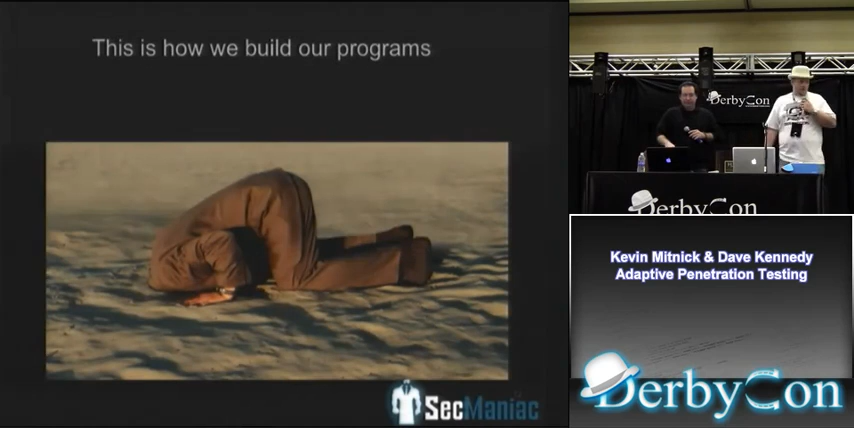 This is how we build our programs
SecManiac
DerbyCon
DerbyCon
Kevin Mitnick & Dave Kennedy
Adaptive Penetration Testing
DerbyCon